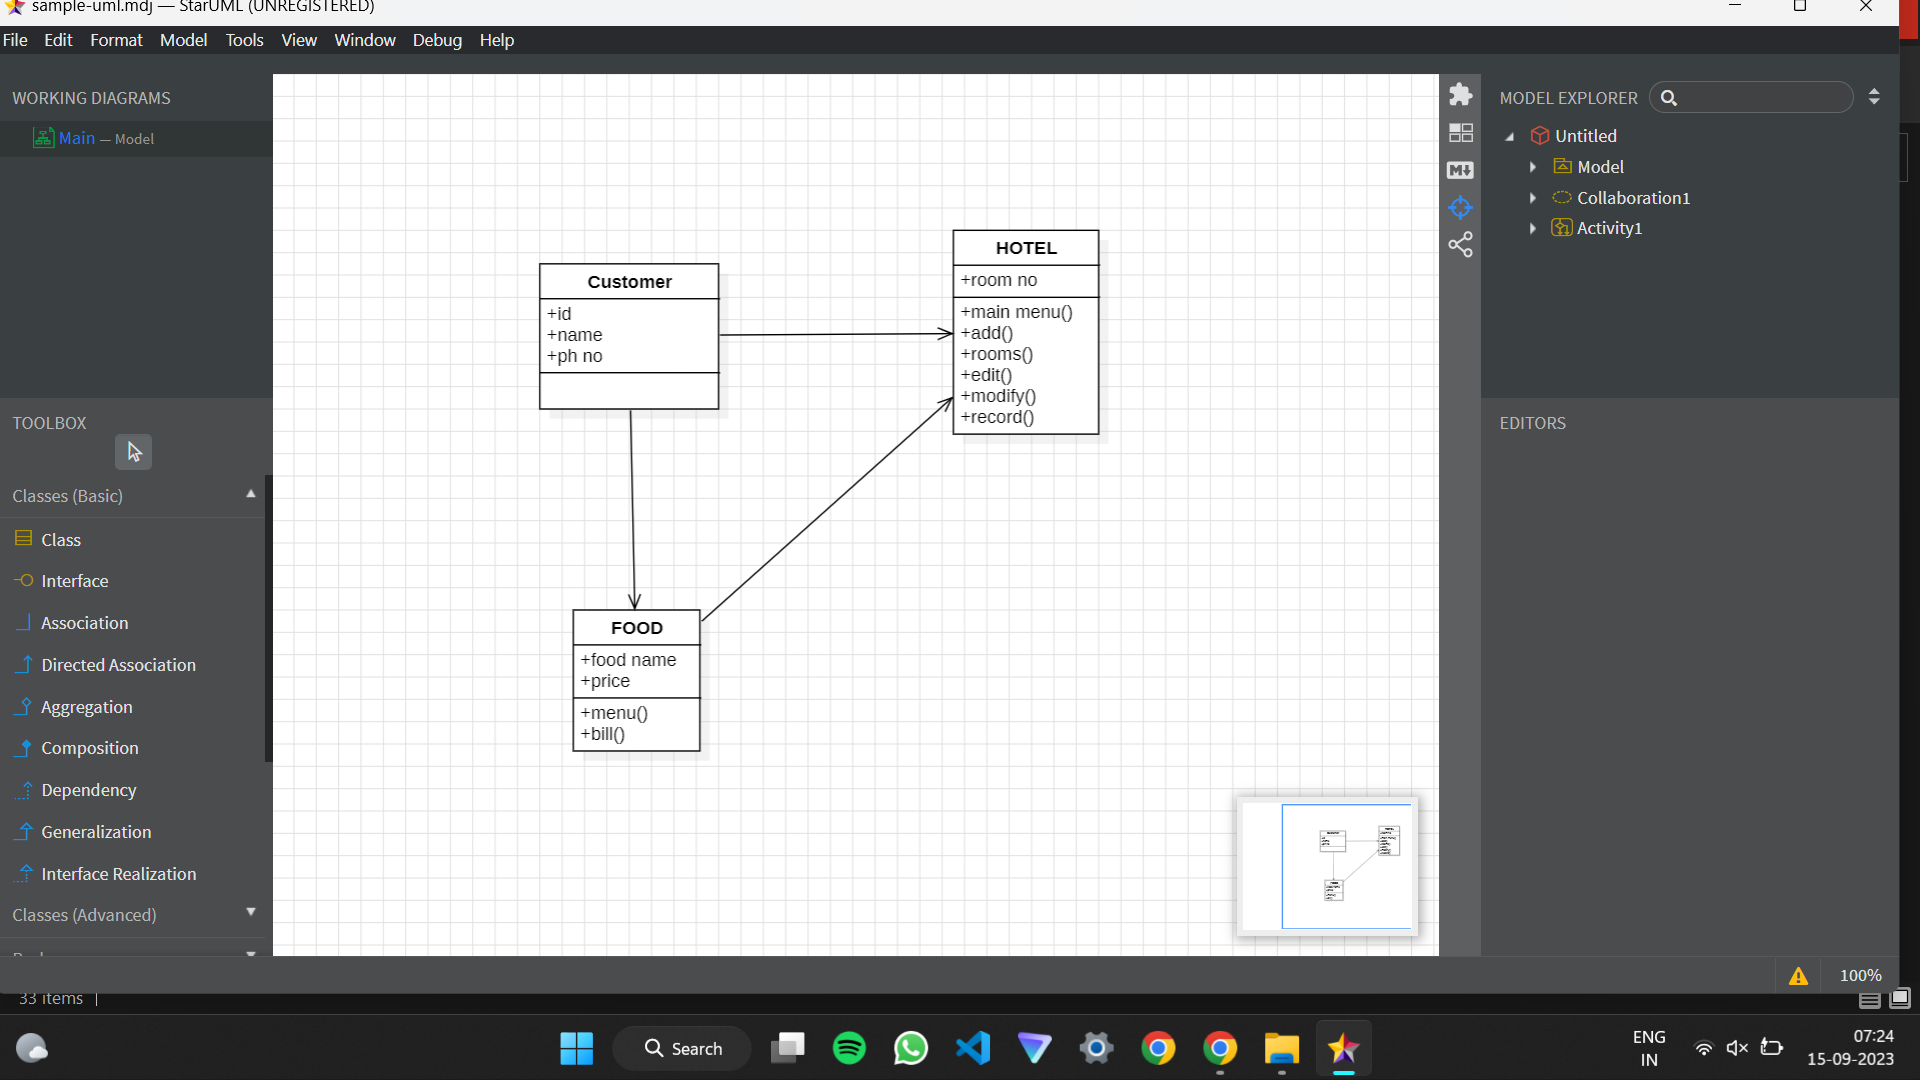 sample-uml.mdj — StarUML (UNREGISTERED)
File Edit Format Model Tools View Window Debug Help
WORKING DIAGRAMS
Main — Model
TOOLBOX
Classes (Basic)
Class
Interface
Association
Directed Association
Aggregation
Composition
Dependency
Generalization
Interface Realization
Classes (Advanced)
Customer
+id
+name
+ph no
HOTEL
+room no
+main menu()
+add()
+rooms()
+edit()
+modify()
+record()
FOOD
+food name
+price
+menu()
+bill()
MODEL EXPLORER
Untitled
Model
Collaboration1
Activity1
EDITORS
100%
33 items
Search
ENG
IN
07:24
15-09-2023